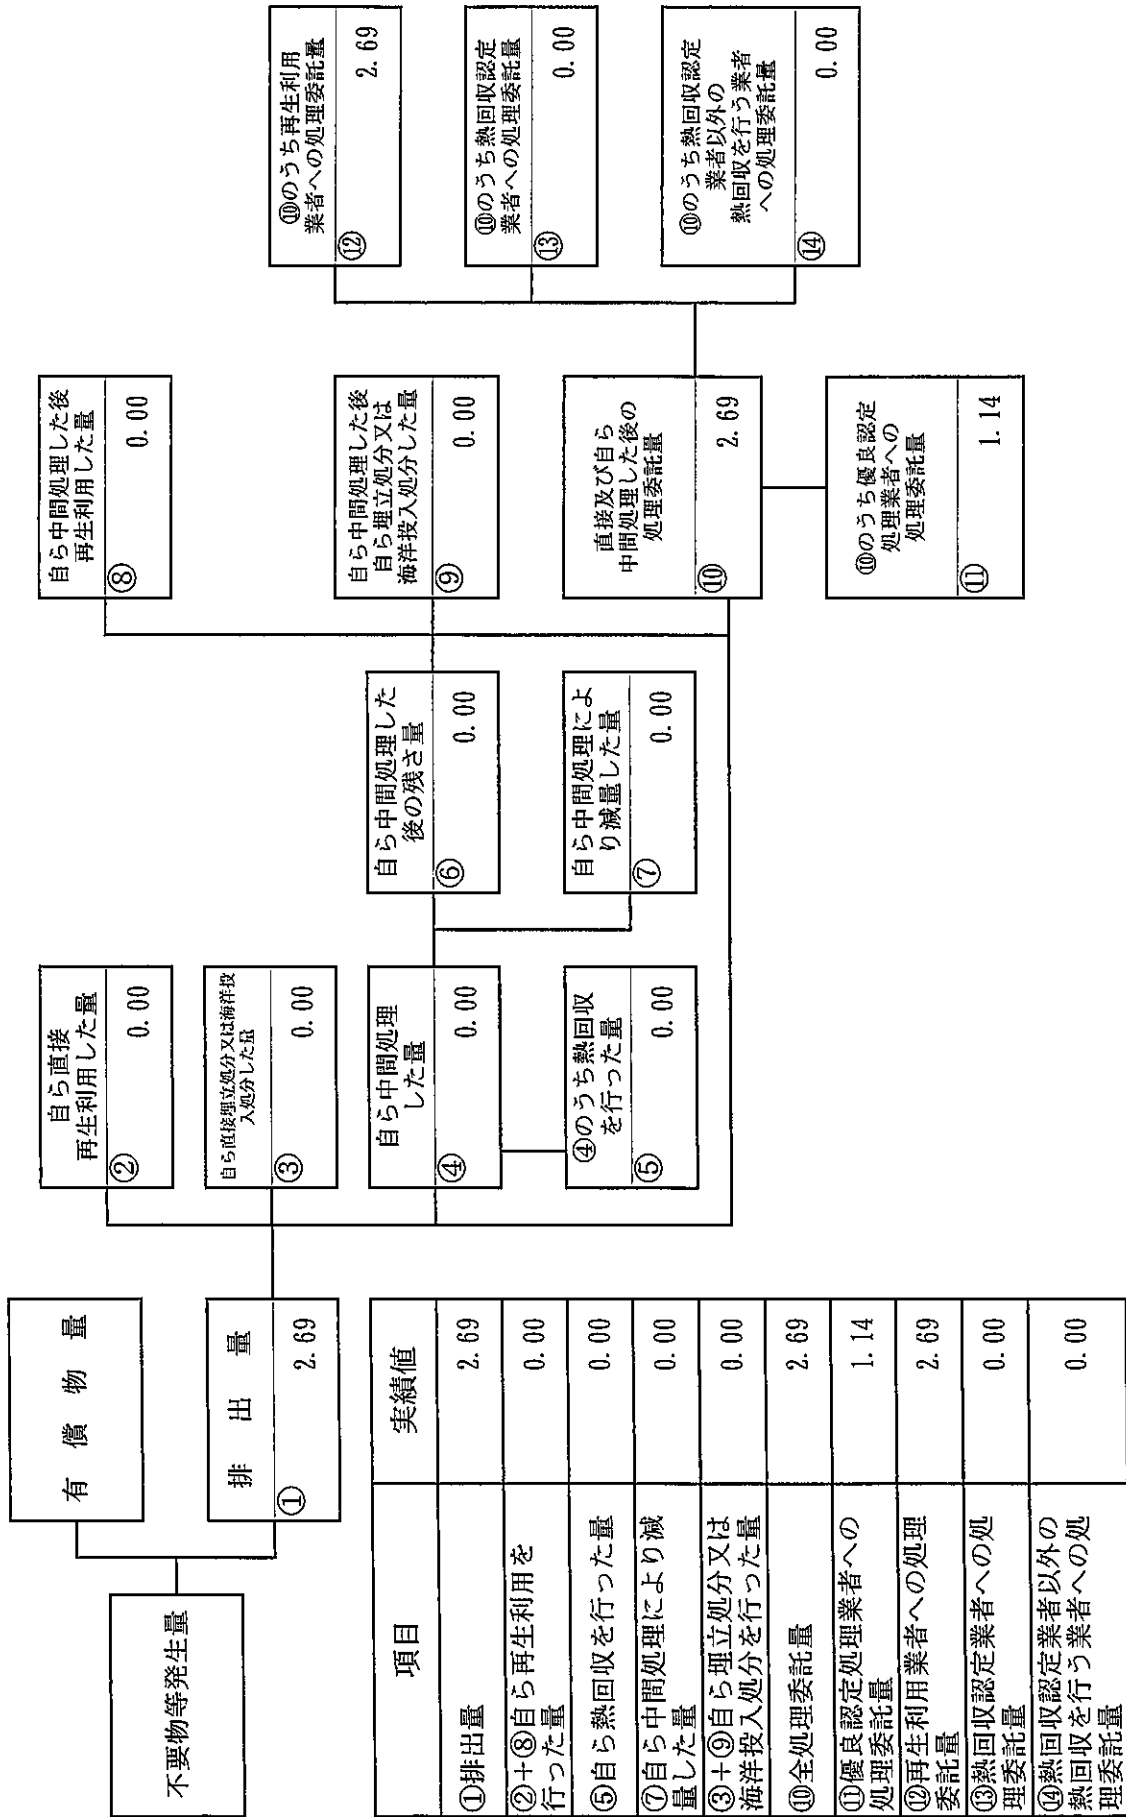 不要物等発生量
有償物量
排出量
① 2.69
自ら直接
再生利用した量
② 0.00
自ら直接埋立処分又は海洋投
入処分した量
③ 0.00
自ら中間処理
した量
④ 0.00
④のうち熱回収
を行った量
⑤ 0.00
自ら中間処理した
後の残さ量
⑥ 0.00
自ら中間処理によ
り減量した量
⑦ 0.00
自ら中間処理した後
再生利用した量
⑧ 0.00
自ら中間処理した後
自ら埋立処分又は
海洋投入処分した量
⑨ 0.00
直接及び自ら
中間処理した後の
処理委託量
⑩ 2.69
⑩のうち優良認定
処理業者への
処理委託量
⑪ 1.14
⑩のうち再生利用
業者への処理委託量
⑫ 2.69
⑩のうち熱回収認定
業者への処理委託量
⑬ 0.00
⑩のうち熱回収認定
業者以外の
熱回収を行う業者
への処理委託量
⑭ 0.00
項目 実績値
①排出量 2.69
②+⑧自ら再生利用を
行った量 0.00
⑤自ら熱回収を行った量 0.00
⑦自ら中間処理により減
量した量 0.00
③+⑨自ら埋立処分又は
海洋投入処分を行った量 0.00
⑩全処理委託量 2.69
⑪優良認定処理業者への
処理委託量 1.14
⑫再生利用業者への処理
委託量 2.69
⑬熱回収認定業者への処
理委託量 0.00
⑭熱回収認定業者以外の
熱回収を行う業者への処
理委託量 0.00